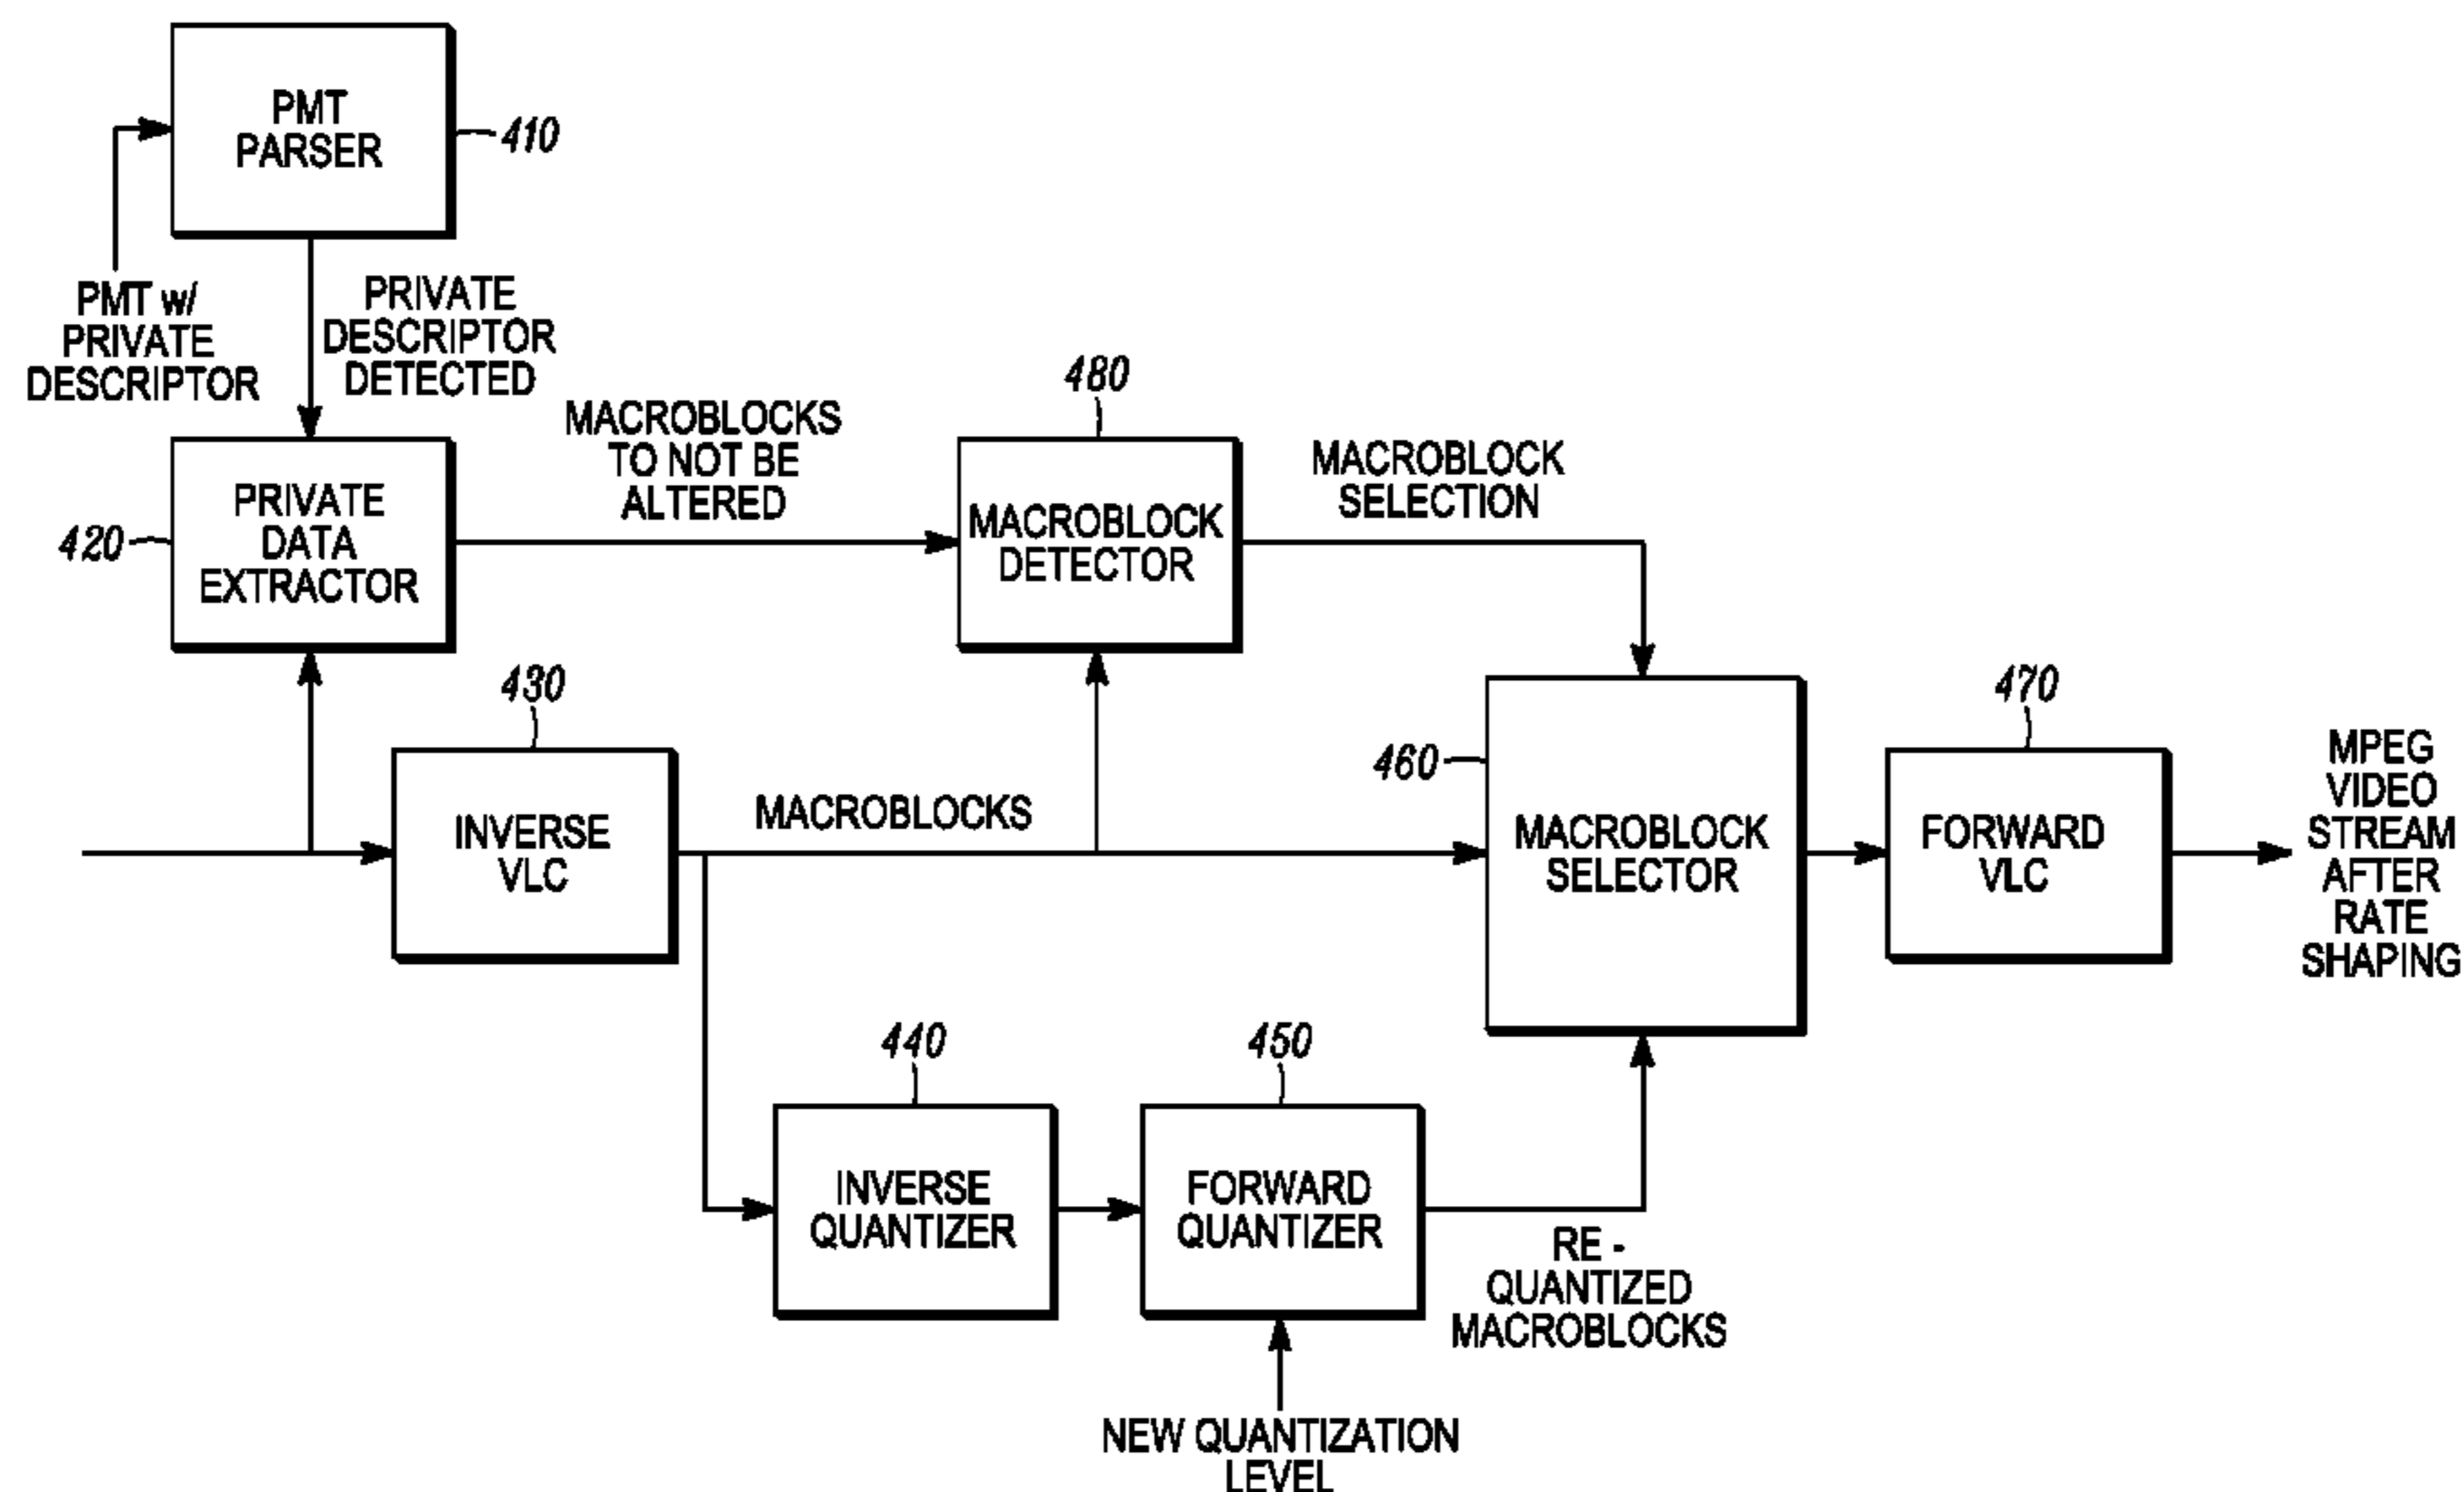 PMT
PARSER
410
PMT w/
PRIVATE
DESCRIPTOR
PRIVATE
DESCRIPTOR
DETECTED
MACROBLOCKS
TO NOT BE
ALTERED
480
MACROBLOCK
SELECTION
420
PRIVATE
DATA
EXTRACTOR
MACROBLOCK
DETECTOR
430
INVERSE
VLC
MACROBLOCKS
460
MACROBLOCK
SELECTOR
470
FORWARD
VLC
MPEG
VIDEO
STREAM
AFTER
RATE
SHAPING
440
INVERSE
QUANTIZER
450
FORWARD
QUANTIZER
RE -
QUANTIZED
MACROBLOCKS
NEW QUANTIZATION
LEVEL